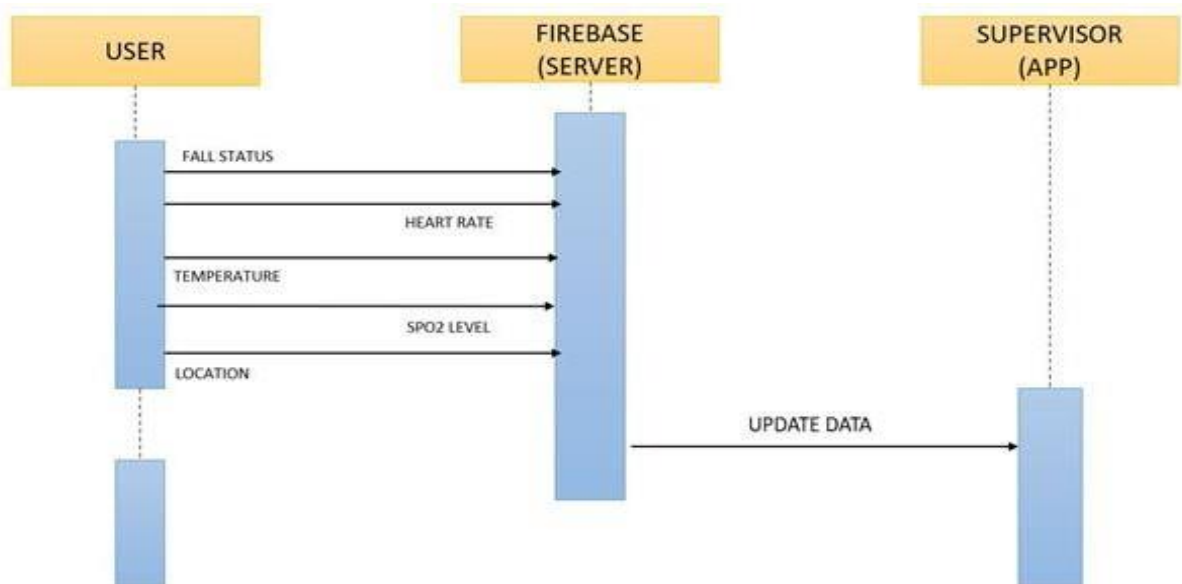 USER
FIREBASE
(SERVER)
SUPERVISOR
(APP)
FALL STATUS
HEART RATE
TEMPERATURE
SPO2 LEVEL
LOCATION
UPDATE DATA